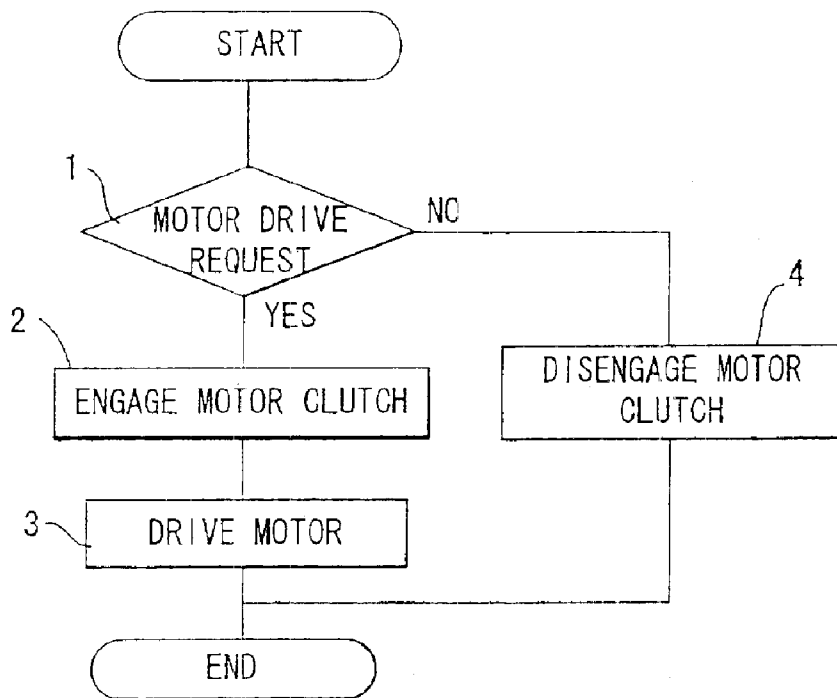 START
1
MOTOR DRIVE
REQUEST
NO
YES
2
4
ENGAGE MOTOR CLUTCH
DISENGAGE MOTOR
CLUTCH
3
DRIVE MOTOR
END